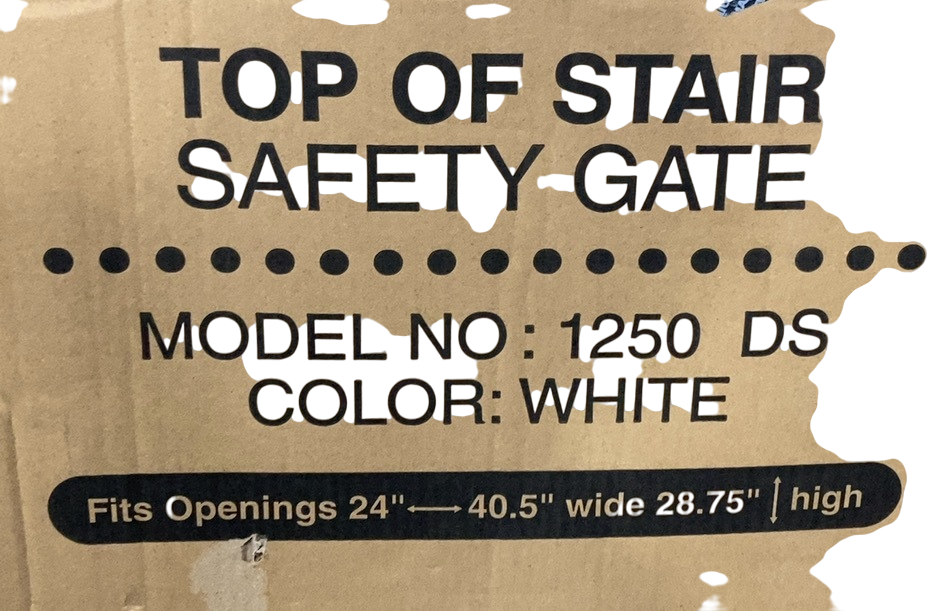 TOP OF STAIR
SAFETY GATE
MODEL NO : 1250 DS
COLOR: WHITE
Fits Openings 24" ⟷ 40.5" wide 28.75" ↕ high